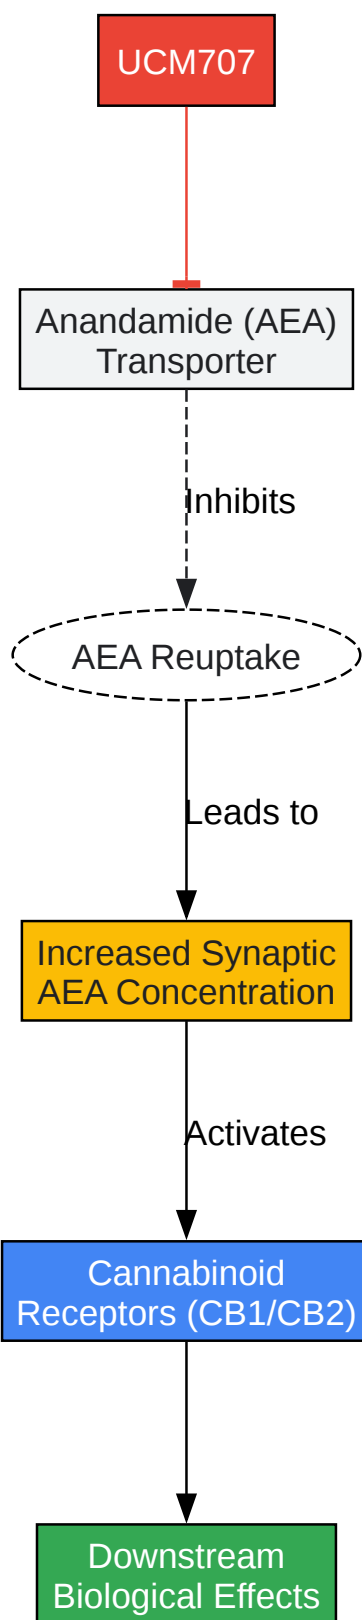 UCM707
Anandamide (AEA)
Transporter
Inhibits
AEA Reuptake
Leads to
Increased Synaptic
AEA Concentration
Activates
Cannabinoid
Receptors (CB1/CB2)
Downstream
Biological Effects